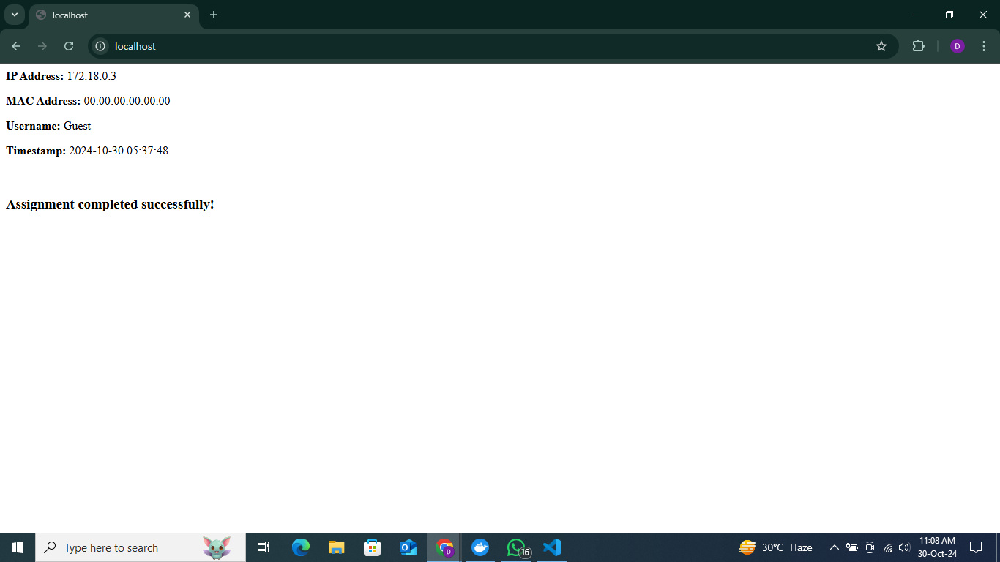 localhost
localhost
D
IP Address: 172.18.0.3
MAC Address: 00:00:00:00:00:00
Username: Guest
Timestamp: 2024-10-30 05:37:48
Assignment completed successfully!
Type here to search
D
16
30°C Haze
11:08 AM
30-Oct-24